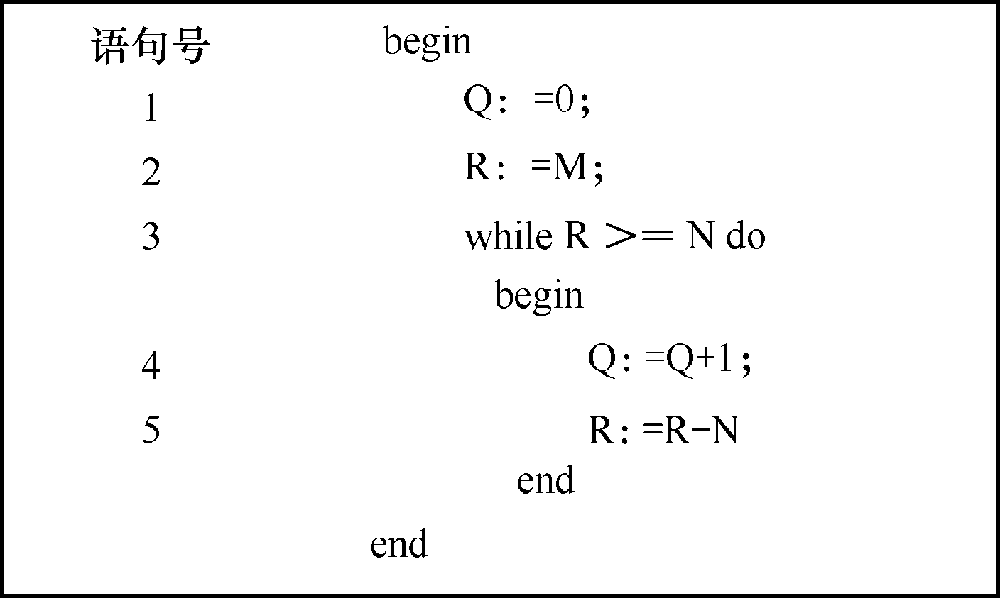 语句号 begin
1 Q：=0；
2 R：=M；
3 while R >= N do
begin
4 Q：=Q+1；
5 R：=R-N
end
end